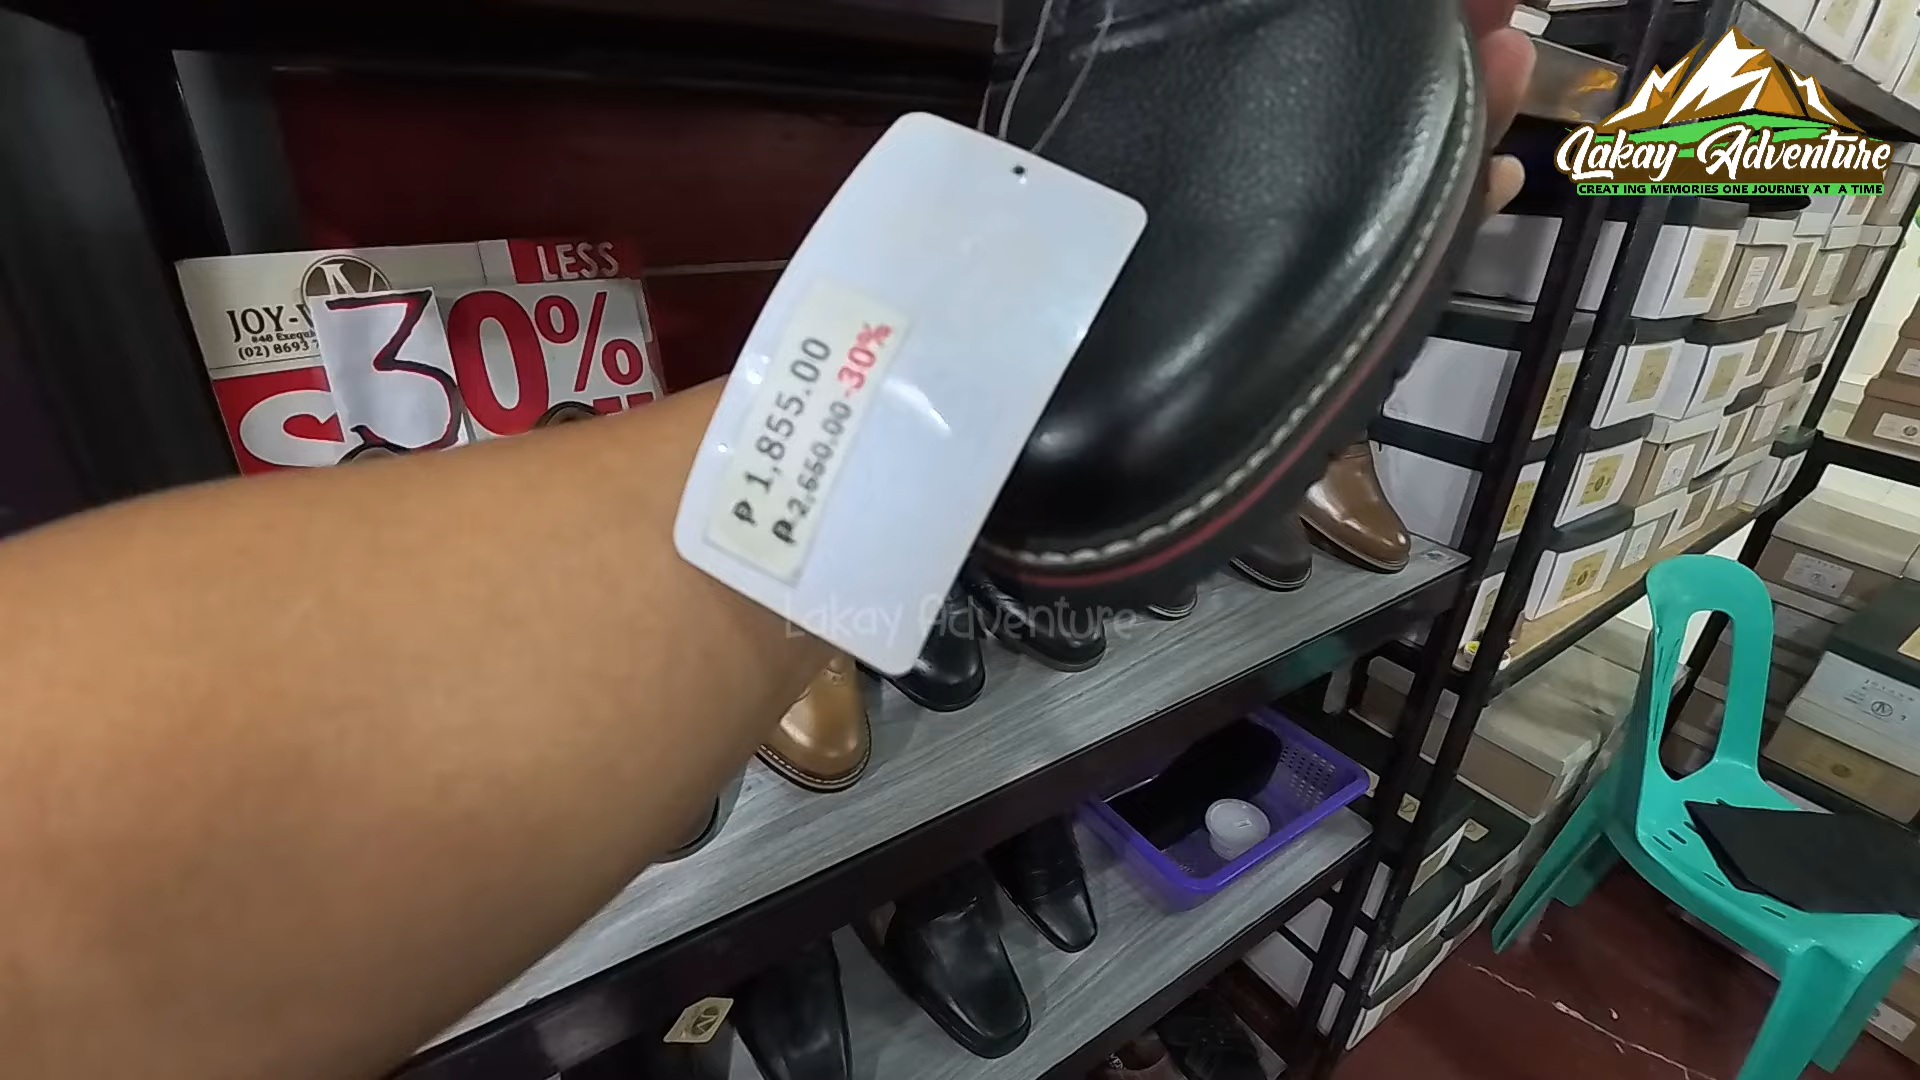 Lakay Adventure
CREATING MEMORIES ONE JOURNEY AT A TIME
LESS
30%
JOY-
(02) 8693
₱ 1,855.00
₱ 2,650.00 -30%
Lakay Adventure